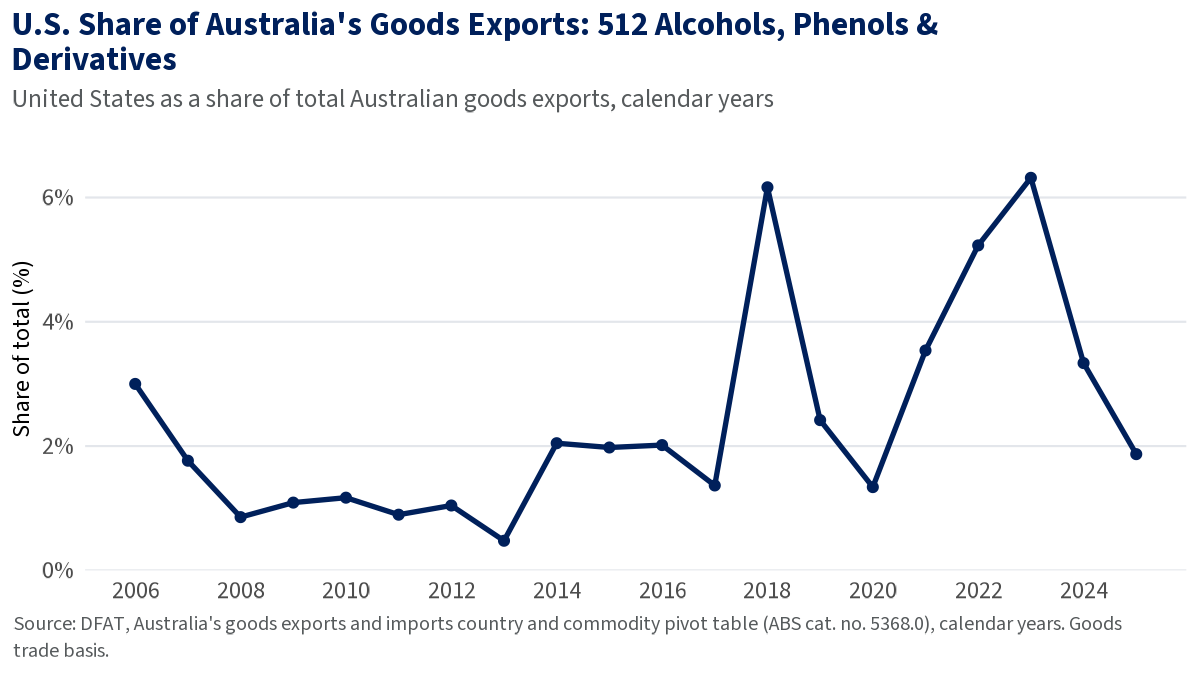 U.S. Share of Australia's Goods Exports: 512 Alcohols, Phenols &
Derivatives
United States as a share of total Australian goods exports, calendar years
Share of total (%)
6%
4%
2%
0%
2006 2008 2010 2012 2014 2016 2018 2020 2022 2024
Source: DFAT, Australia's goods exports and imports country and commodity pivot table (ABS cat. no. 5368.0), calendar years. Goods
trade basis.